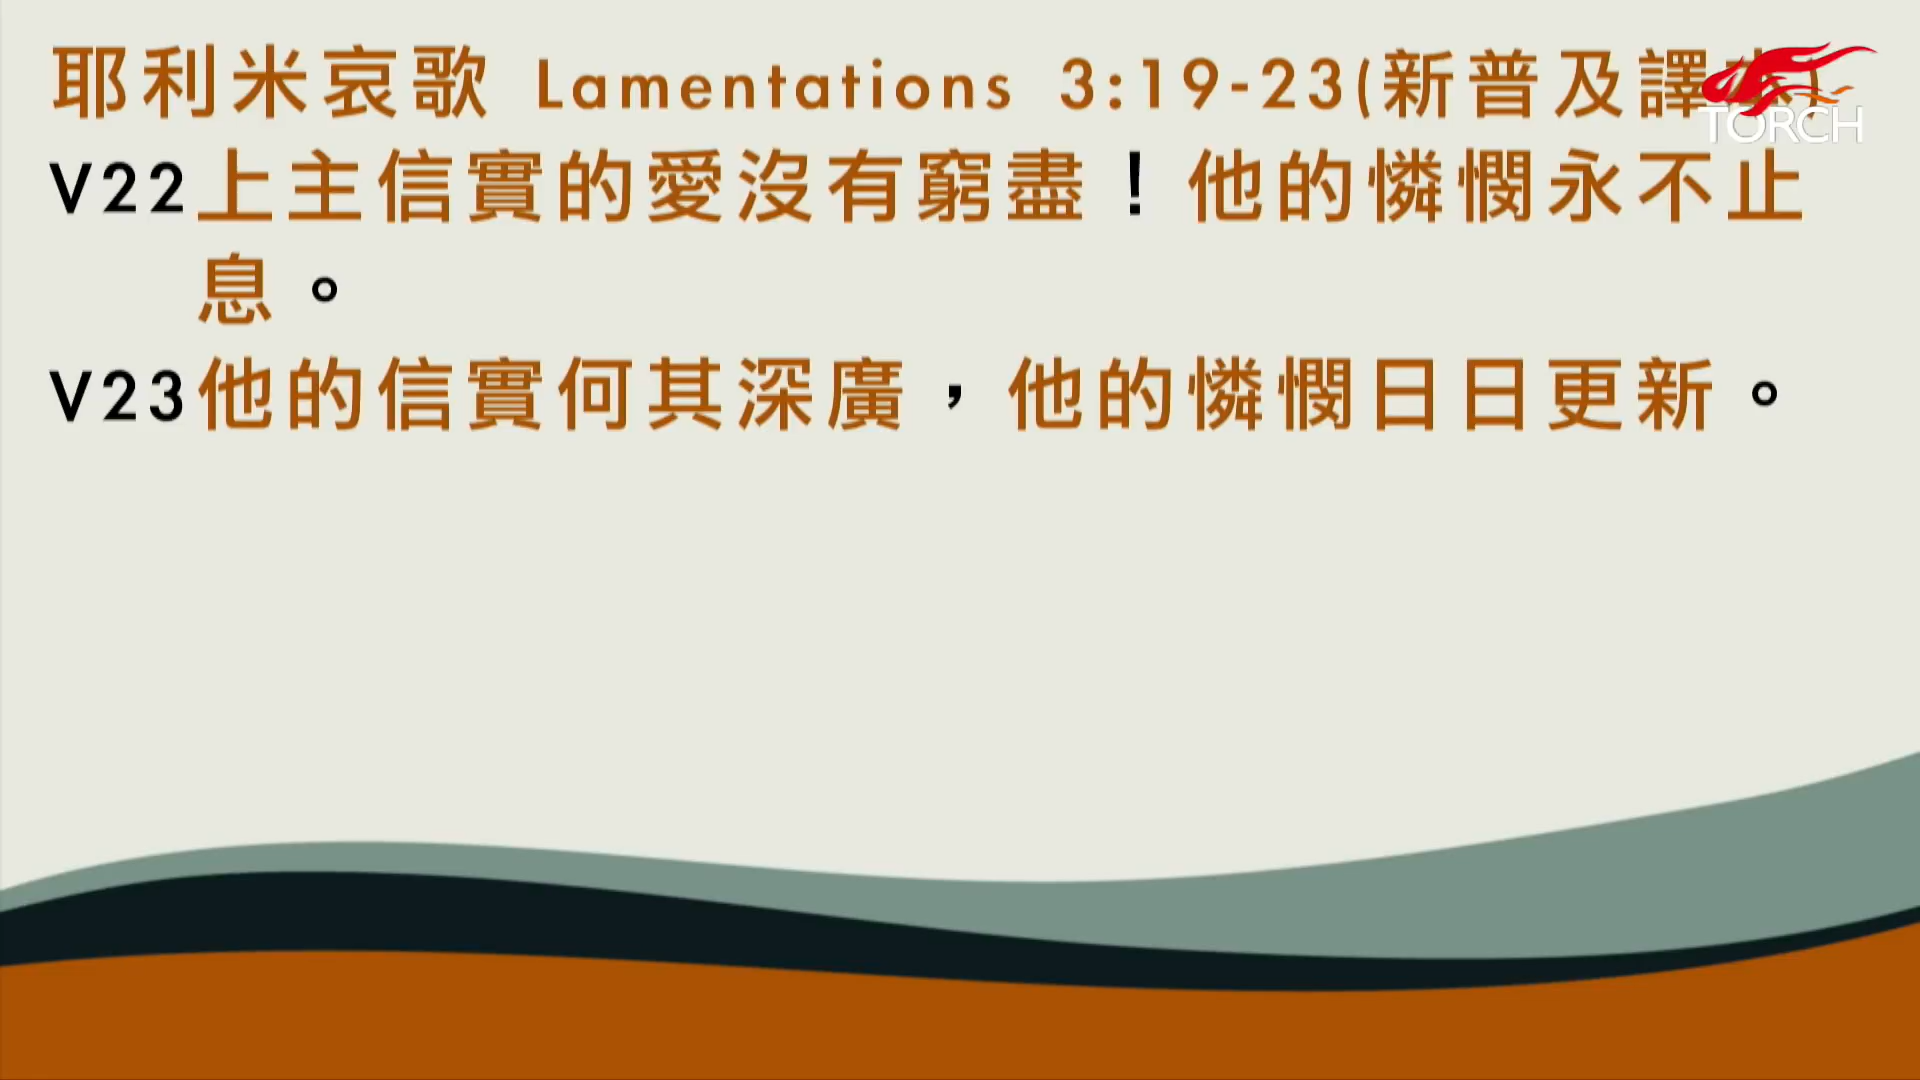 耶利米哀歌 Lamentations 3:19-23(新普及譯本)
TORCH
V22上主信實的愛沒有窮盡！他的憐憫永不止
息。
V23他的信實何其深廣，他的憐憫日日更新。